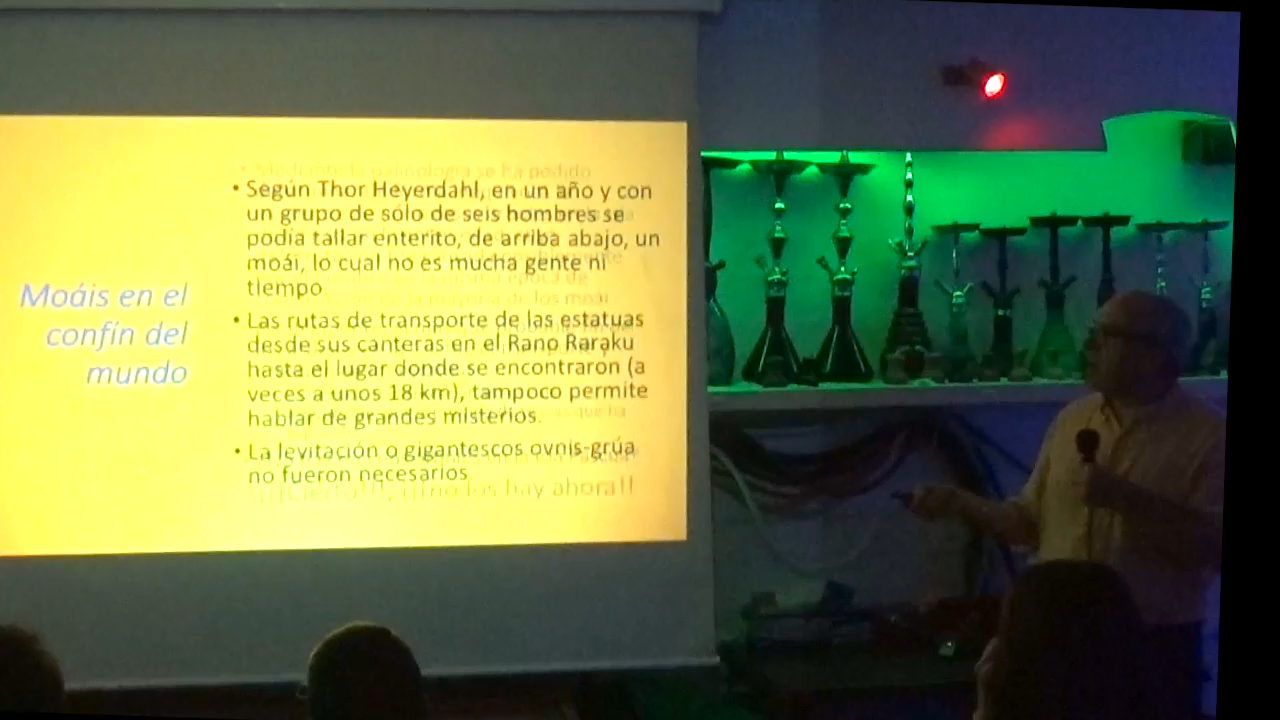 Moáis en el
confín del
mundo
• Según Thor Heyerdahl, en un año y con
un grupo de sólo de seis hombres se
podía tallar enterito, de arriba abajo, un
moái, lo cual no es mucha gente ni
tiempo
• Las rutas de transporte de las estatuas
desde sus canteras en el Rano Raraku
hasta el lugar donde se encontraron (a
veces a unos 18 km), tampoco permite
hablar de grandes misterios.
• La levitación o gigantescos ovnis-grúa
no fueron necesarios